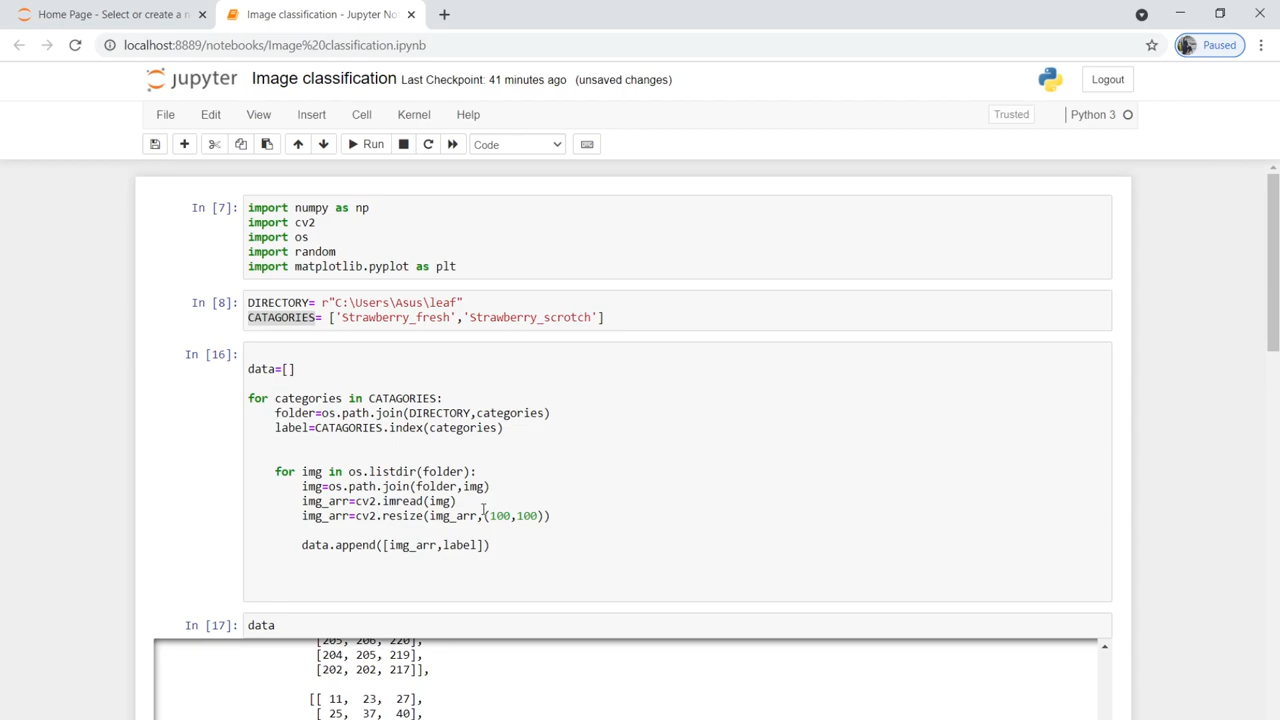 Home Page - Select or create a n
Image classification - Jupyter No
localhost:8889/notebooks/Image%20classification.ipynb
Paused
jupyter Image classification Last Checkpoint: 41 minutes ago (unsaved changes)
Logout
File Edit View Insert Cell Kernel Help
Trusted
Python 3
Run
Code
In [7]:
import numpy as np
import cv2
import os
import random
import matplotlib.pyplot as plt
In [8]:
DIRECTORY= r"C:\Users\Asus\leaf"
CATAGORIES= ['Strawberry_fresh','Strawberry_scrotch']
In [16]:
data=[]
for categories in CATAGORIES:
folder=os.path.join(DIRECTORY,categories)
label=CATAGORIES.index(categories)
for img in os.listdir(folder):
img=os.path.join(folder,img)
img_arr=cv2.imread(img)
img_arr=cv2.resize(img_arr,(100,100))
data.append([img_arr,label])
In [17]:
data
[205, 206, 220],
[204, 205, 219],
[202, 202, 217]],
[[ 11, 23, 27],
[ 25, 37, 40],